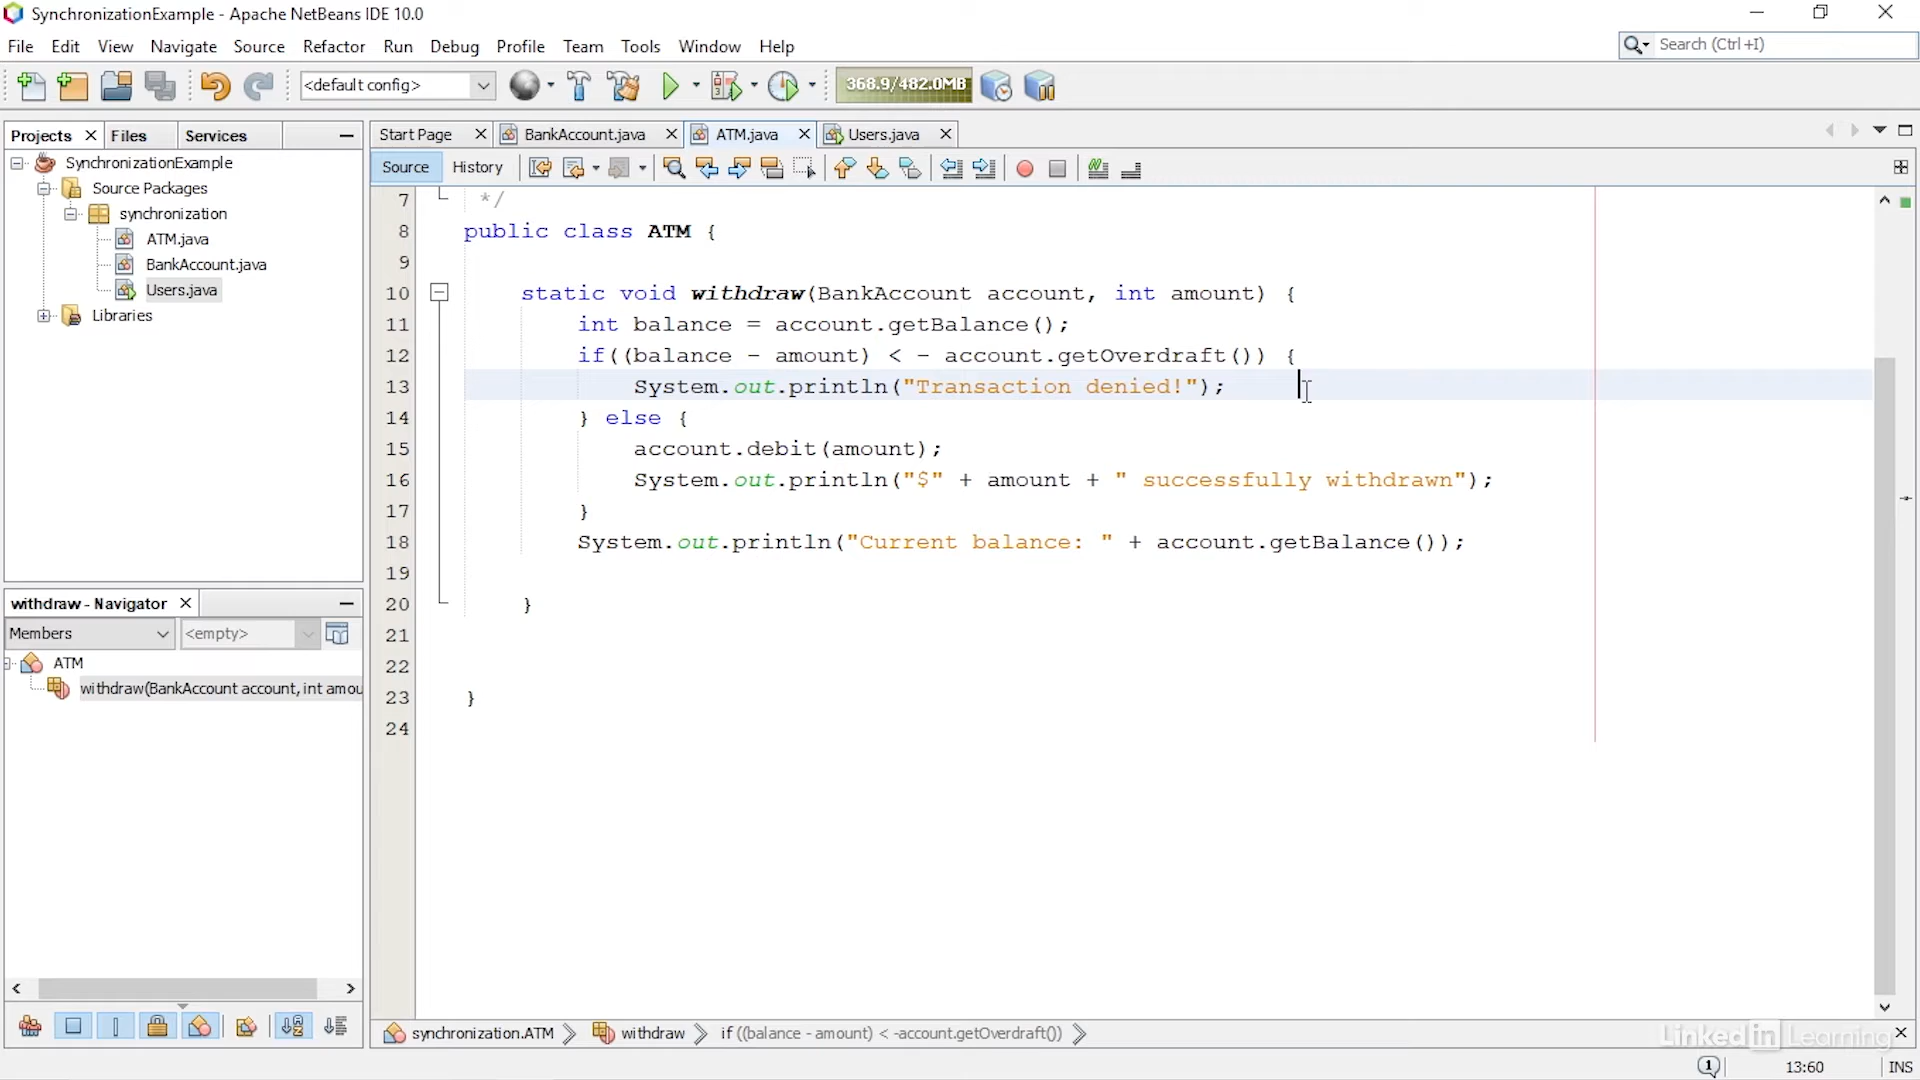 SynchronizationExample - Apache NetBeans IDE 10.0
File Edit View Navigate Source Refactor Run Debug Profile Team Tools Window Help
Search (Ctrl+I)
<default config>
368.9/482.0MB
Projects Files Services
Start Page BankAccount.java ATM.java Users.java
Source History
SynchronizationExample
Source Packages
synchronization
ATM.java
BankAccount.java
Users.java
Libraries
7 */
8 public class ATM {
9
10 static void withdraw(BankAccount account, int amount) {
11 int balance = account.getBalance();
12 if((balance - amount) < - account.getOverdraft()) {
13 System.out.println("Transaction denied!");
14 } else {
15 account.debit(amount);
16 System.out.println("$" + amount + " successfully withdrawn");
17 }
18 System.out.println("Current balance: " + account.getBalance());
19
20 }
21
22
23 }
24
withdraw - Navigator
Members <empty>
ATM
withdraw(BankAccount account, int amou
synchronization.ATM withdraw if ((balance - amount) < -account.getOverdraft())
LinkedIn Learning
1 13:60 INS